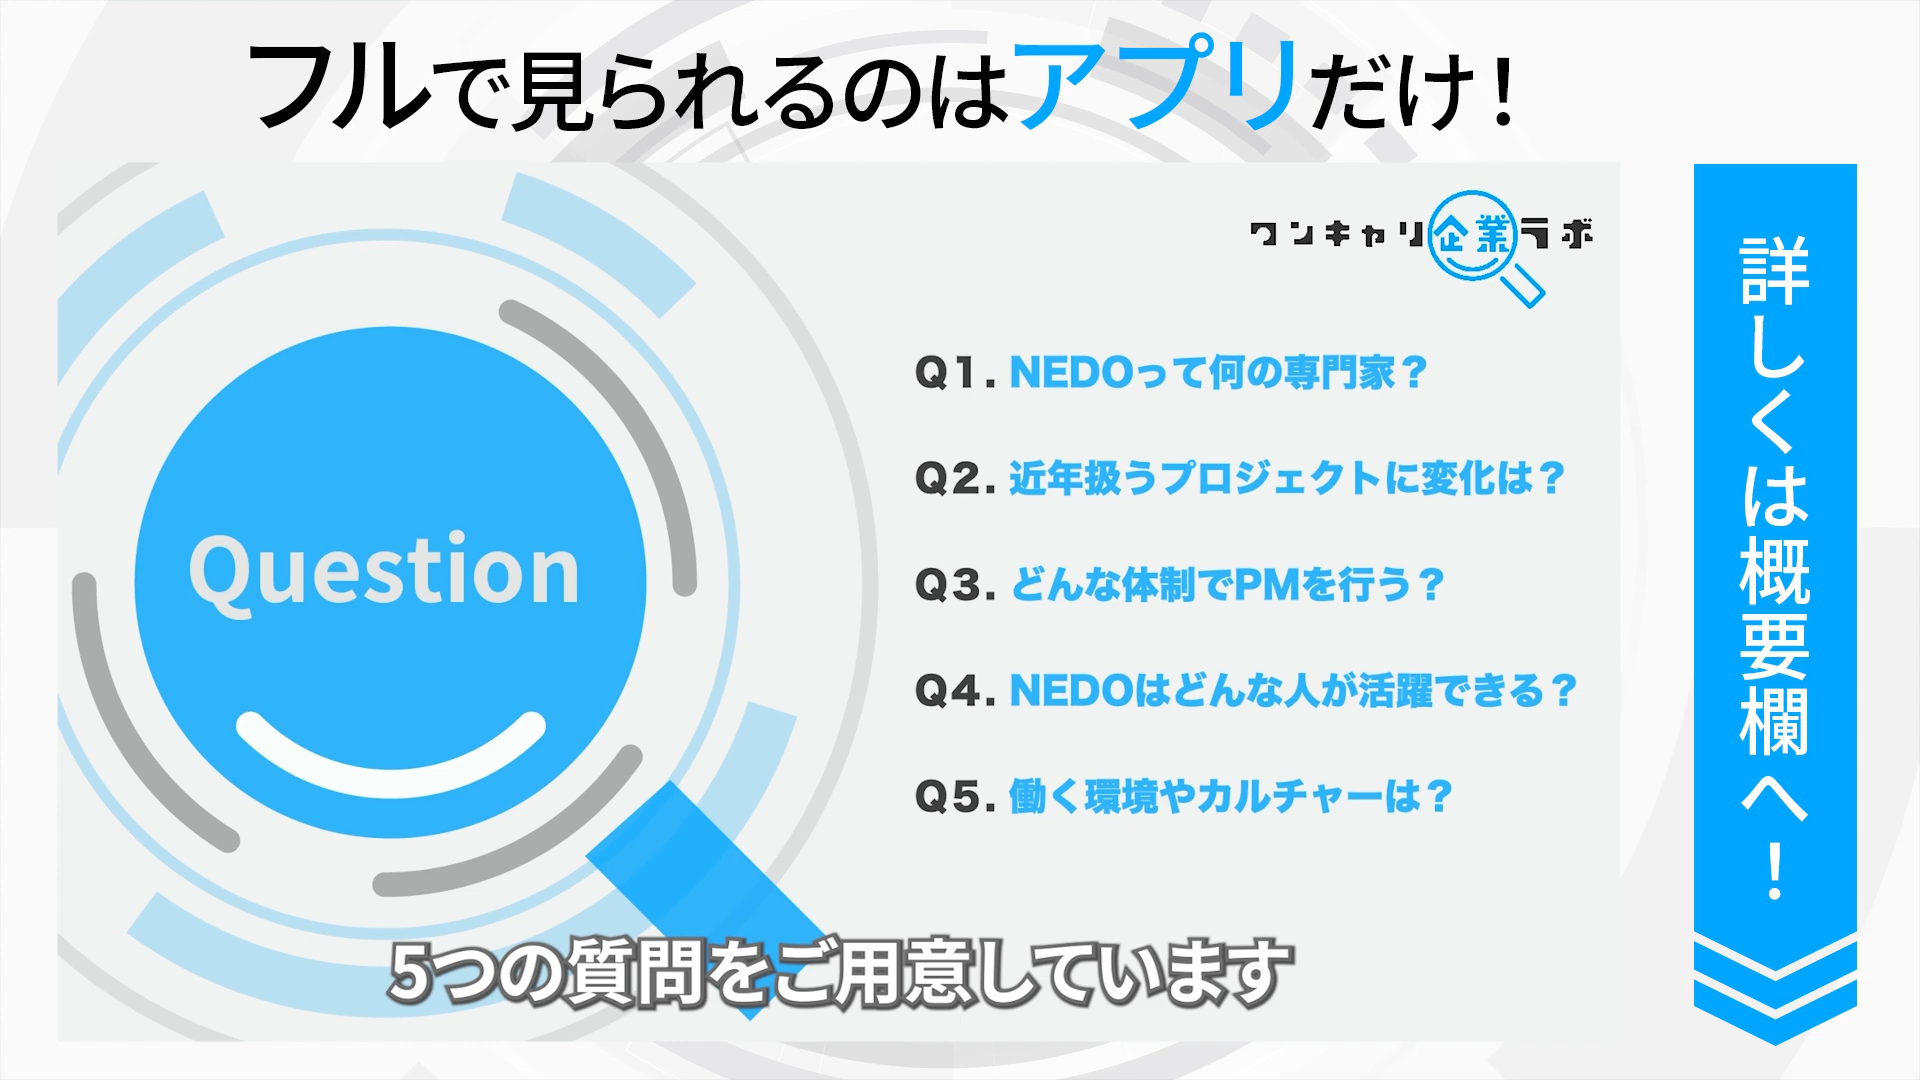 フルで見られるのはアプリだけ！
ワンキャリ企業ラボ
Question
Q1. NEDOって何の専門家？
Q2. 近年扱うプロジェクトに変化は？
Q3. どんな体制でPMを行う？
Q4. NEDOはどんな人が活躍できる？
Q5. 働く環境やカルチャーは？
5つの質問をご用意しています
詳しくは概要欄へ！